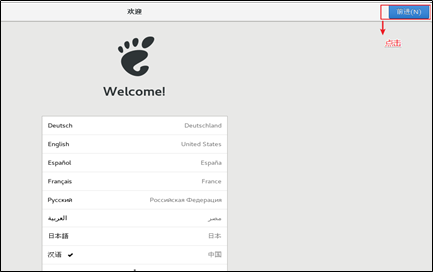 欢迎
前进(N)
点击
Welcome!
Deutsch Deutschland
English United States
Español España
Français France
Русский Российская Федерация
العربية مصر
日本語 日本
汉语 ✔ 中国